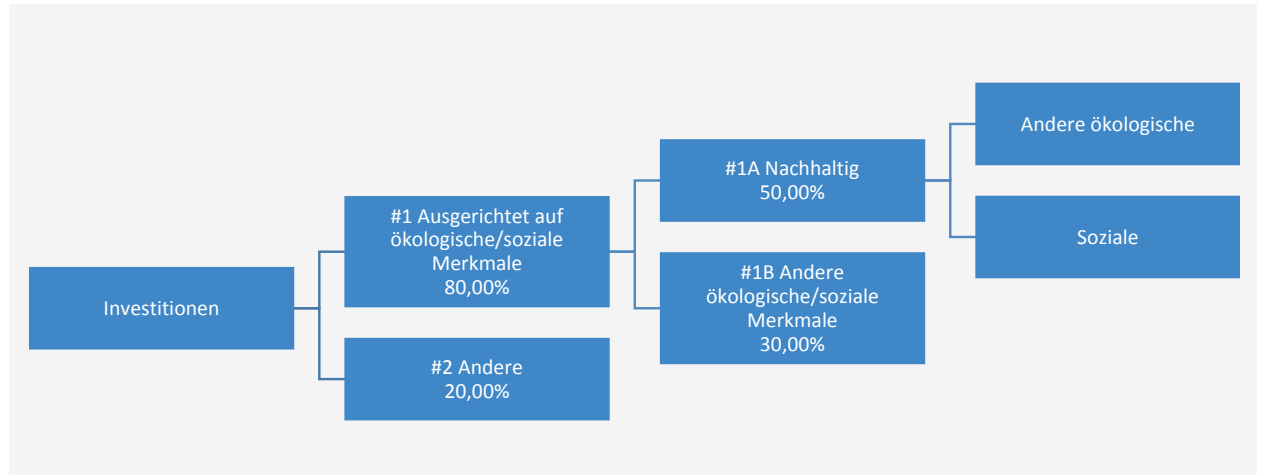 Investitionen
#1 Ausgerichtet auf
ökologische/soziale
Merkmale
80,00%
#2 Andere
20,00%
#1A Nachhaltig
50,00%
#1B Andere
ökologische/soziale
Merkmale
30,00%
Andere ökologische
Soziale